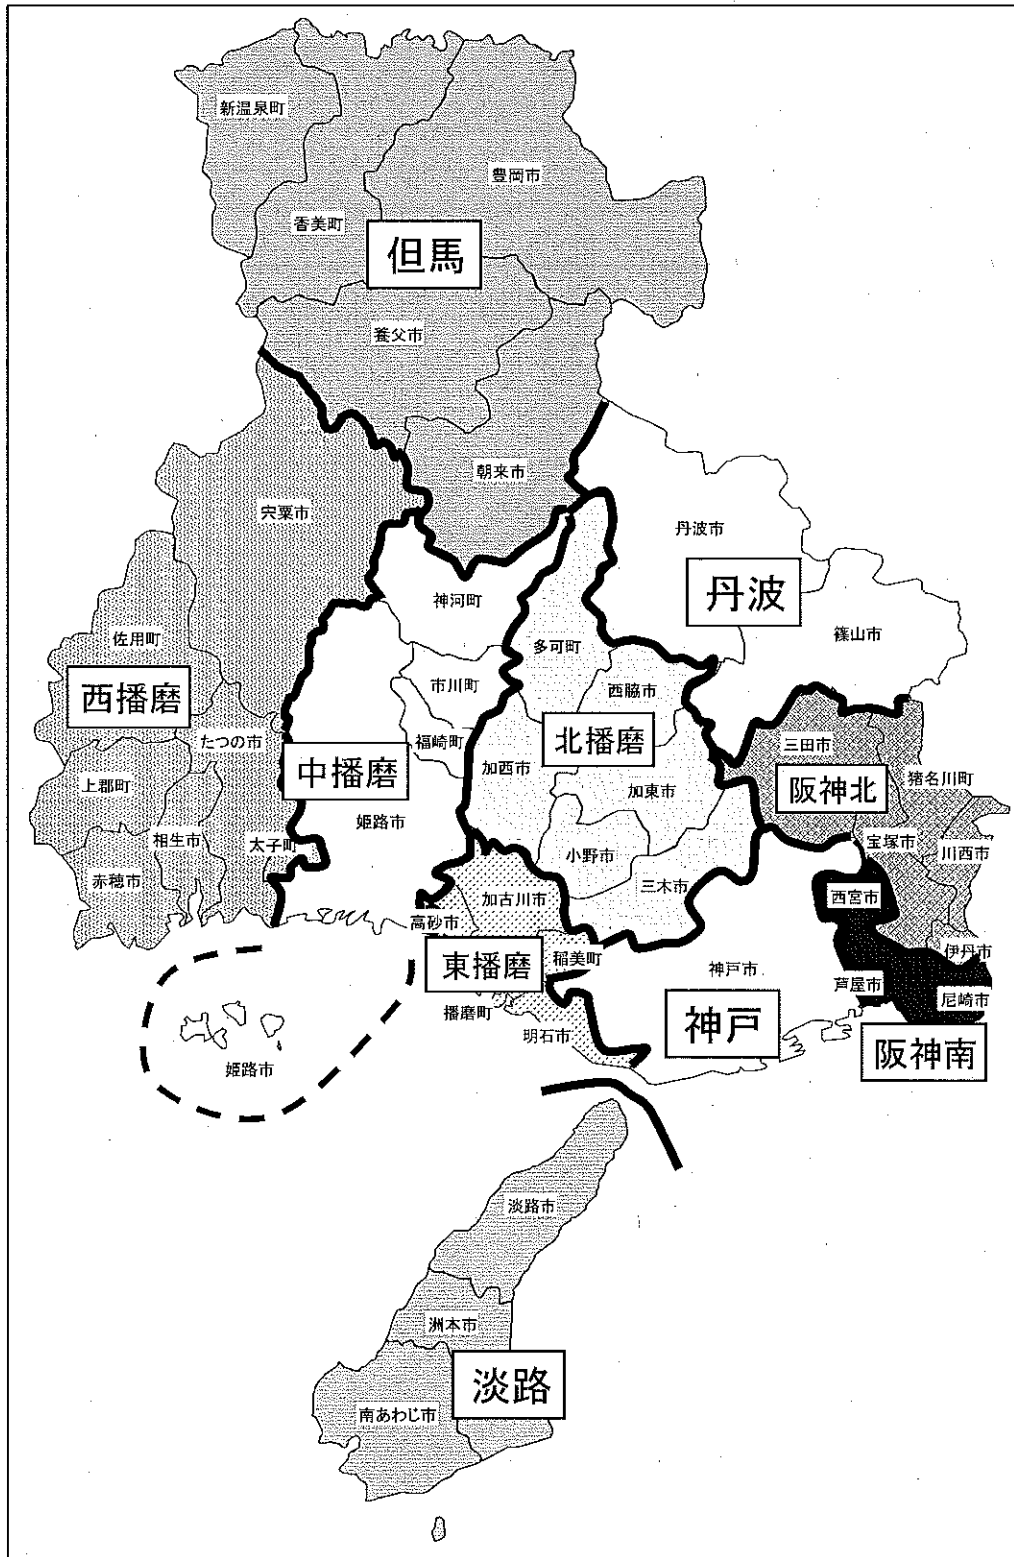 新温泉町
豊岡市
香美町
但馬
養父市
朝来市
宍粟市
丹波市
丹波
神河町
篠山市
佐用町
多可町
西播磨
市川町
西脇市
たつの市
福崎町
北播磨
三田市
中播磨
加西市
阪神北
猪名川町
上郡町
加東市
姫路市
相生市
太子町
小野市
宝塚市
川西市
赤穂市
三木市
加古川市
西宮市
高砂市
東播磨
稲美町
神戸市
伊丹市
芦屋市
尼崎市
播磨町
神戸
明石市
阪神南
姫路市
淡路市
洲本市
淡路
南あわじ市